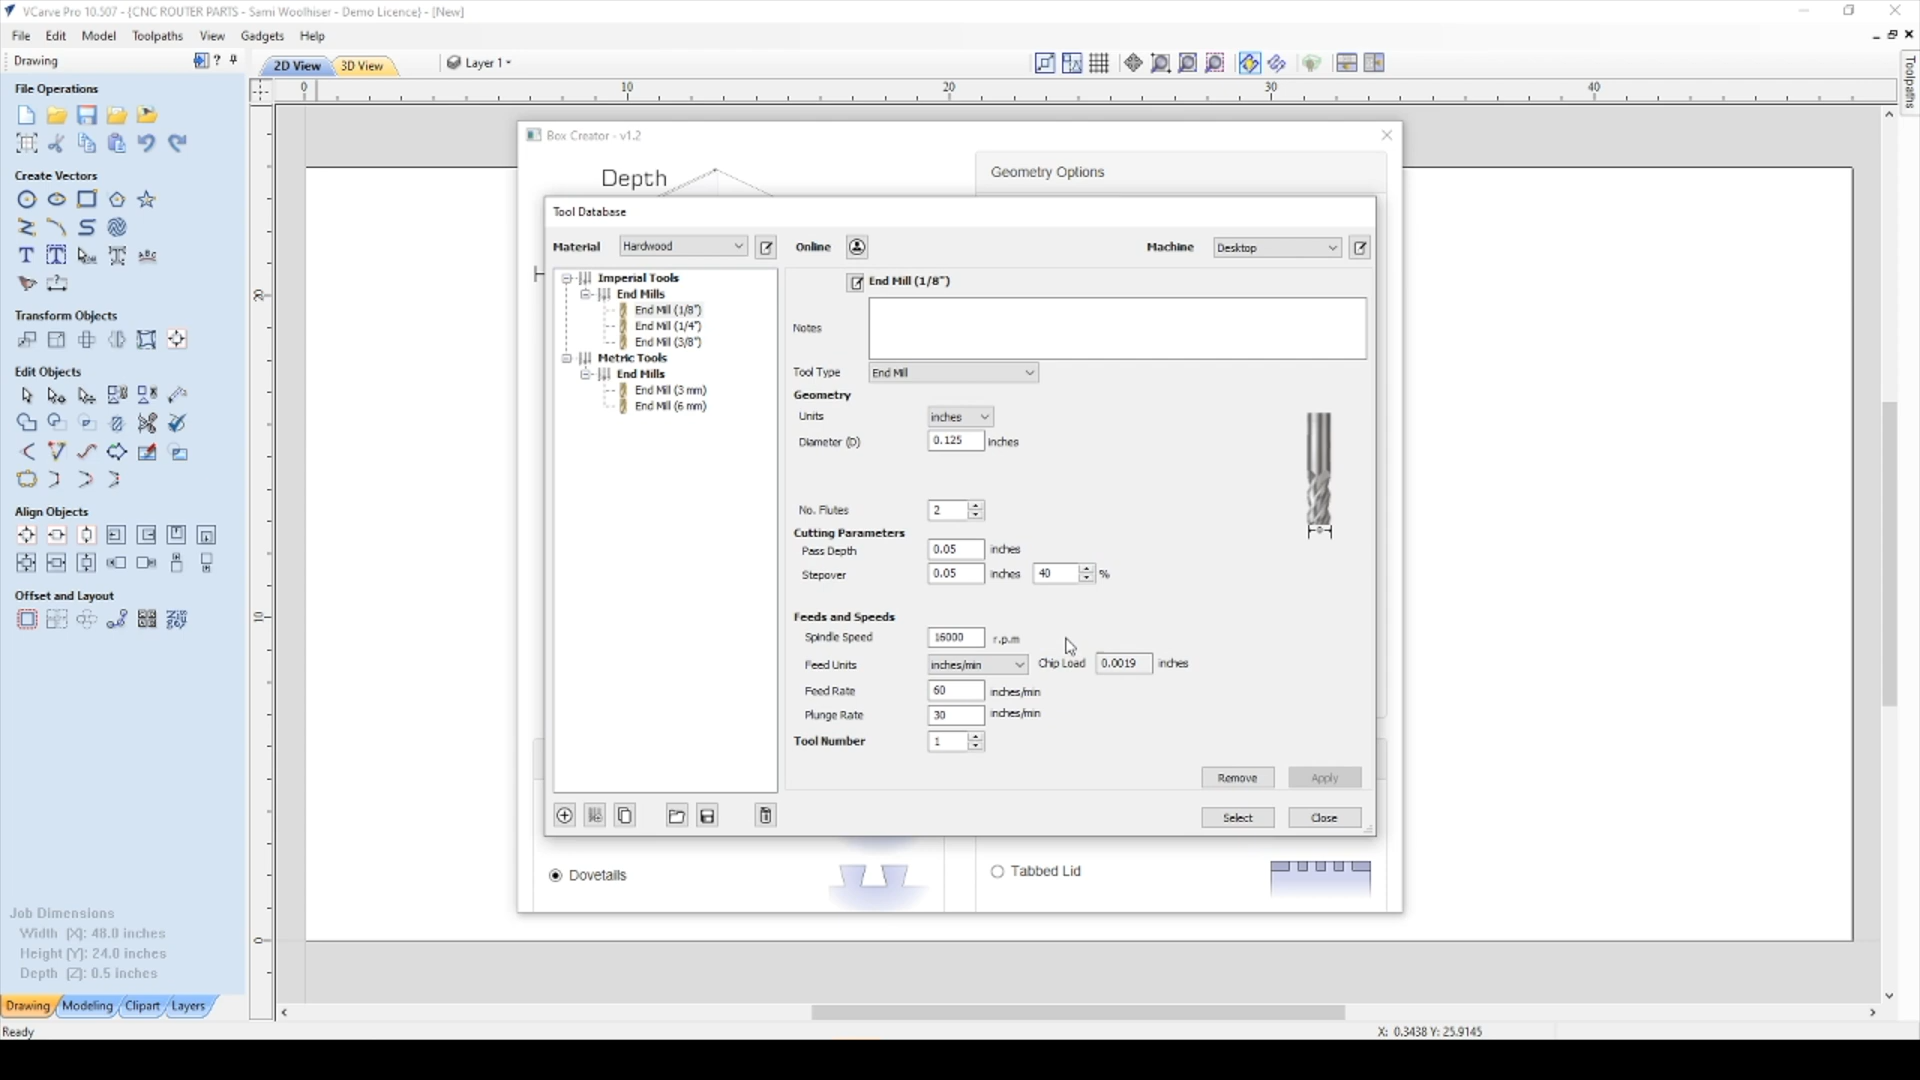 VCarve Pro 10.507 - {CNC ROUTER PARTS - Sami Woolhiser - Demo Licence} - [New]
File Edit Model Toolpaths View Gadgets Help
Drawing
2D View 3D View
Layer 1
Toolpaths
File Operations
Create Vectors
Transform Objects
Edit Objects
Align Objects
Offset and Layout
Job Dimensions
Width (X): 48.0 inches
Height (Y): 24.0 inches
Depth (Z): 0.5 inches
Drawing Modeling Clipart Layers
Ready
X: 0.3438 Y: 25.9145
0 10 20 30 40
20
10
0
Box Creator - v1.2
Depth
Geometry Options
Tool Database
Material Hardwood Online Machine Desktop
Imperial Tools
End Mills
End Mill (1/8")
End Mill (1/4")
End Mill (3/8")
Metric Tools
End Mills
End Mill (3 mm)
End Mill (6 mm)
End Mill (1/8")
Notes
Tool Type End Mill
Geometry
Units inches
Diameter (D) 0.125 inches
No. Flutes 2
Cutting Parameters
Pass Depth 0.05 inches
Stepover 0.05 inches 40 %
Feeds and Speeds
Spindle Speed 16000 r.p.m
Feed Units inches/min Chip Load 0.0019 inches
Feed Rate 60 inches/min
Plunge Rate 30 inches/min
Tool Number 1
Remove Apply
Select Close
Dovetails
Tabbed Lid